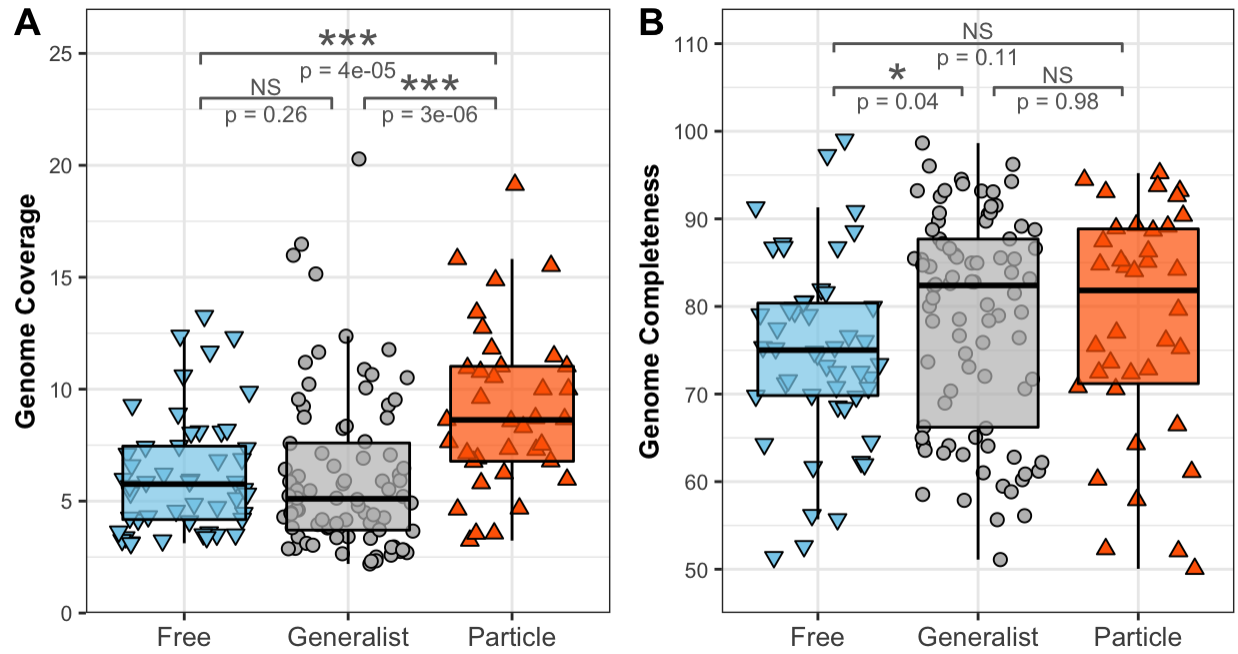 A
Genome Coverage
25
20
15
10
5
0
***
p = 4e-05
NS
p = 0.26
***
p = 3e-06
Free Generalist Particle
B
Genome Completeness
110
100
90
80
70
60
50
NS
p = 0.11
*
p = 0.04
NS
p = 0.98
Free Generalist Particle